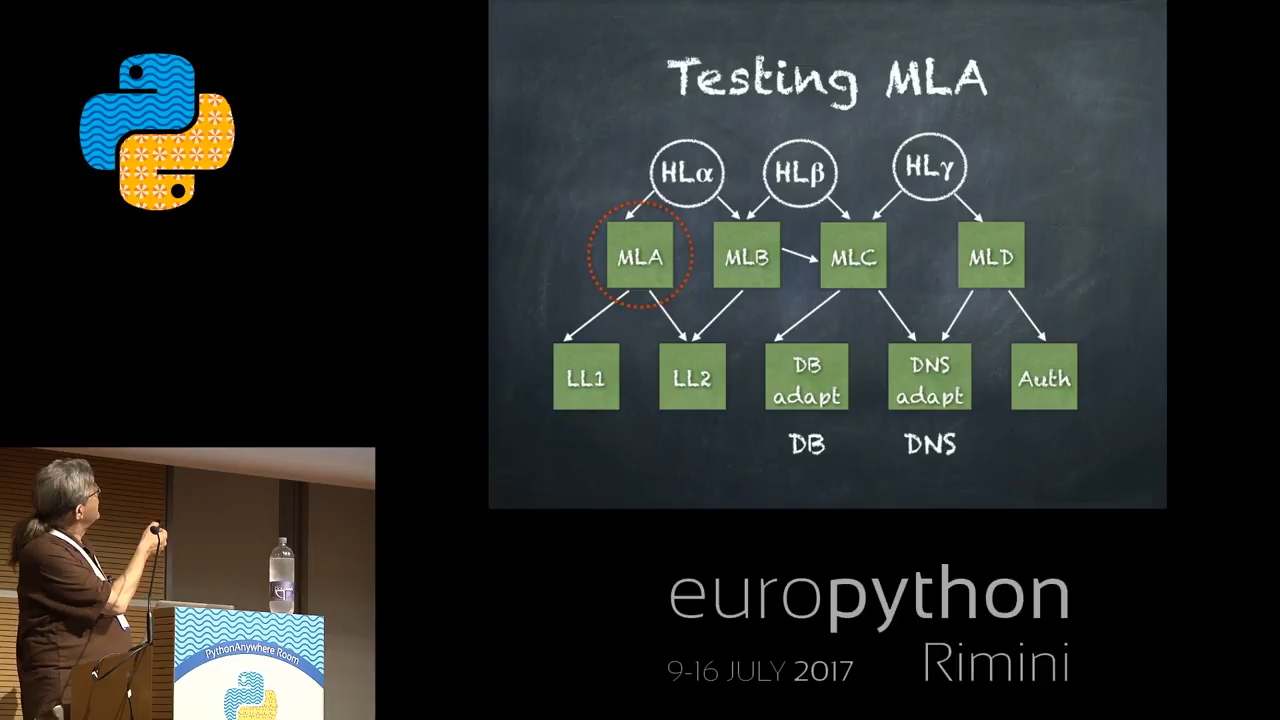 Testing MLA
HLα HLβ HLγ
MLA MLB MLC MLD
LL1 LL2 DB adapt DNS adapt Auth
DB DNS
europython
Rimini
9-16 JULY 2017
PythonAnywhere Room